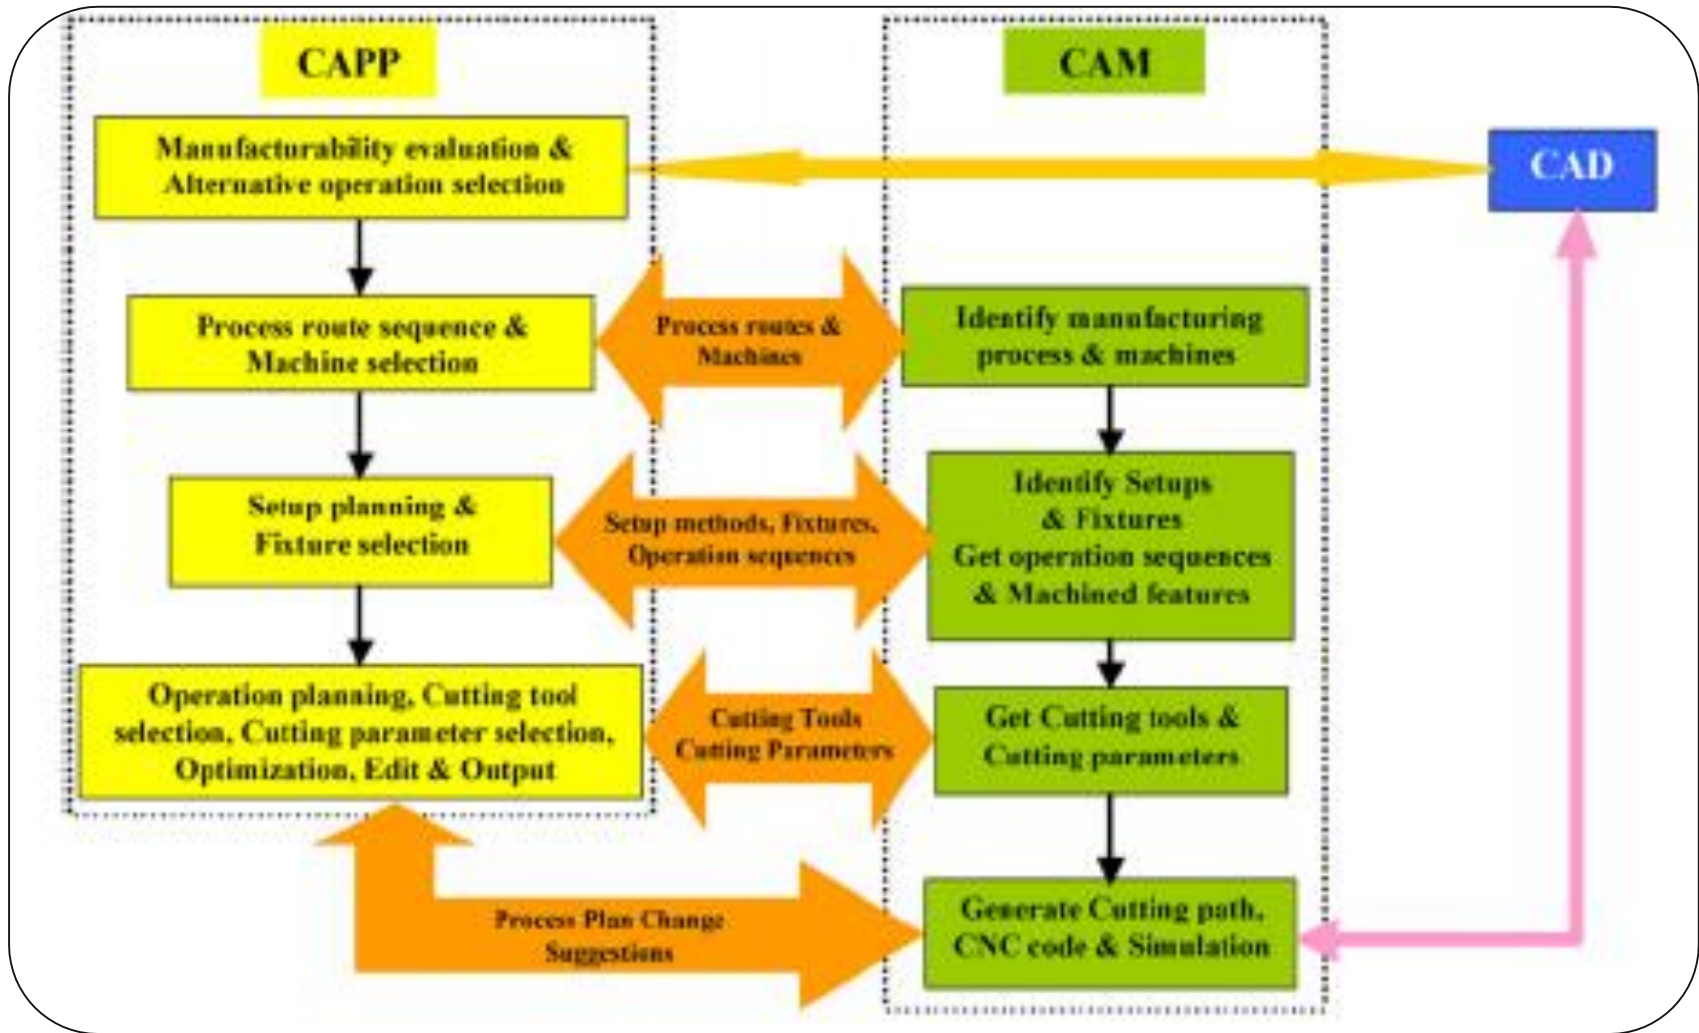 CAPP
Manufacturability evaluation &
Alternative operation selection
Process route sequence &
Machine selection
Setup planning &
Fixture selection
Operation planning, Cutting tool
selection, Cutting parameter selection,
Optimization, Edit & Output
Process routes &
Machines
Setup methods, Fixtures,
Operation sequences
Cutting Tools
Cutting Parameters
Process Plan Change
Suggestions
CAM
Identify manufacturing
process & machines
Identify Setups
& Fixtures
Get operation sequences
& Machined features
Get Cutting tools &
Cutting parameters
Generate Cutting path,
CNC code & Simulation
CAD